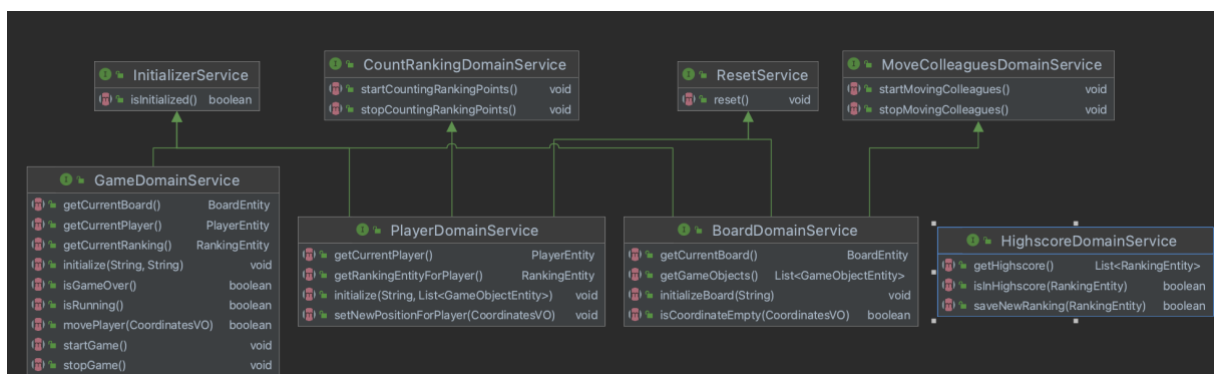 InitializerService
isInitialized() boolean
CountRankingDomainService
startCountingRankingPoints() void
stopCountingRankingPoints() void
ResetService
reset() void
MoveColleaguesDomainService
startMovingColleagues() void
stopMovingColleagues() void
GameDomainService
getCurrentBoard() BoardEntity
getCurrentPlayer() PlayerEntity
getCurrentRanking() RankingEntity
initialize(String, String) void
isGameOver() boolean
isRunning() boolean
movePlayer(CoordinatesVO) boolean
startGame() void
stopGame() void
PlayerDomainService
getCurrentPlayer() PlayerEntity
getRankingEntityForPlayer() RankingEntity
initialize(String, List<GameObjectEntity>) void
setNewPositionForPlayer(CoordinatesVO) void
BoardDomainService
getCurrentBoard() BoardEntity
getGameObjects() List<GameObjectEntity>
initializeBoard(String) void
isCoordinateEmpty(CoordinatesVO) boolean
HighscoreDomainService
getHighscore() List<RankingEntity>
isInHighscore(RankingEntity) boolean
saveNewRanking(RankingEntity) boolean